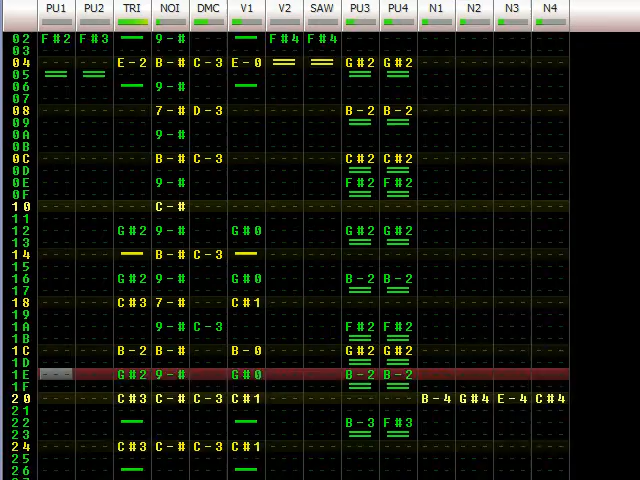 PU1 PU2 TRI NOI DMC V1 V2 SAW PU3 PU4 N1 N2 N3 N4
02 F#2 F#3 9-# F#4 F#4
03
04 E-2 B-# C-3 E-0 G#2 G#2
05
06 9-#
07
08 7-# D-3 B-2 B-2
09
0A 9-#
0B
0C B-# C-3 C#2 C#2
0D
0E 9-# F#2 F#2
0F
10 C-#
11
12 G#2 9-# G#0 G#2 G#2
13
14 B-# C-3
15
16 G#2 9-# G#0 B-2 B-2
17
18 C#3 7-# C#1
19
1A 9-# C-3 F#2 F#2
1B
1C B-2 B-# B-0 G#2 G#2
1D
1E --- G#2 9-# G#0 B-2 B-2
1F
20 C#3 C-# C-3 C#1 B-4 G#4 E-4 C#4
21
22 B-3 F#3
23
24 C#3 C-# C-3 C#1
25
26